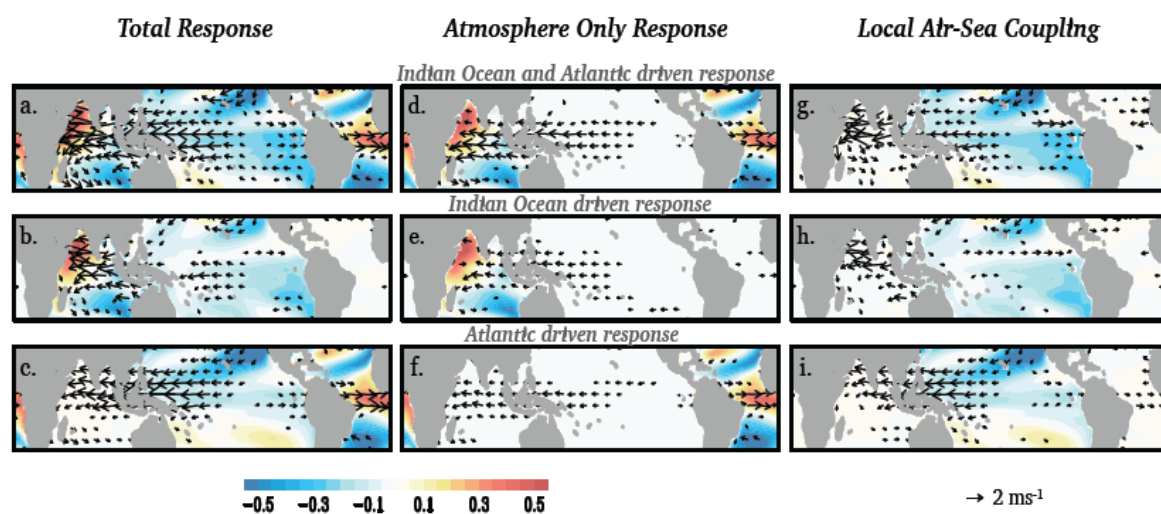 Total Response Atmosphere Only Response Local Air-Sea Coupling
Indian Ocean and Atlantic driven response
a. d. g.
Indian Ocean driven response
b. e. h.
Atlantic driven response
c. f. i.
−0.5 −0.3 −0.1 0.1 0.3 0.5
→ 2 ms⁻¹